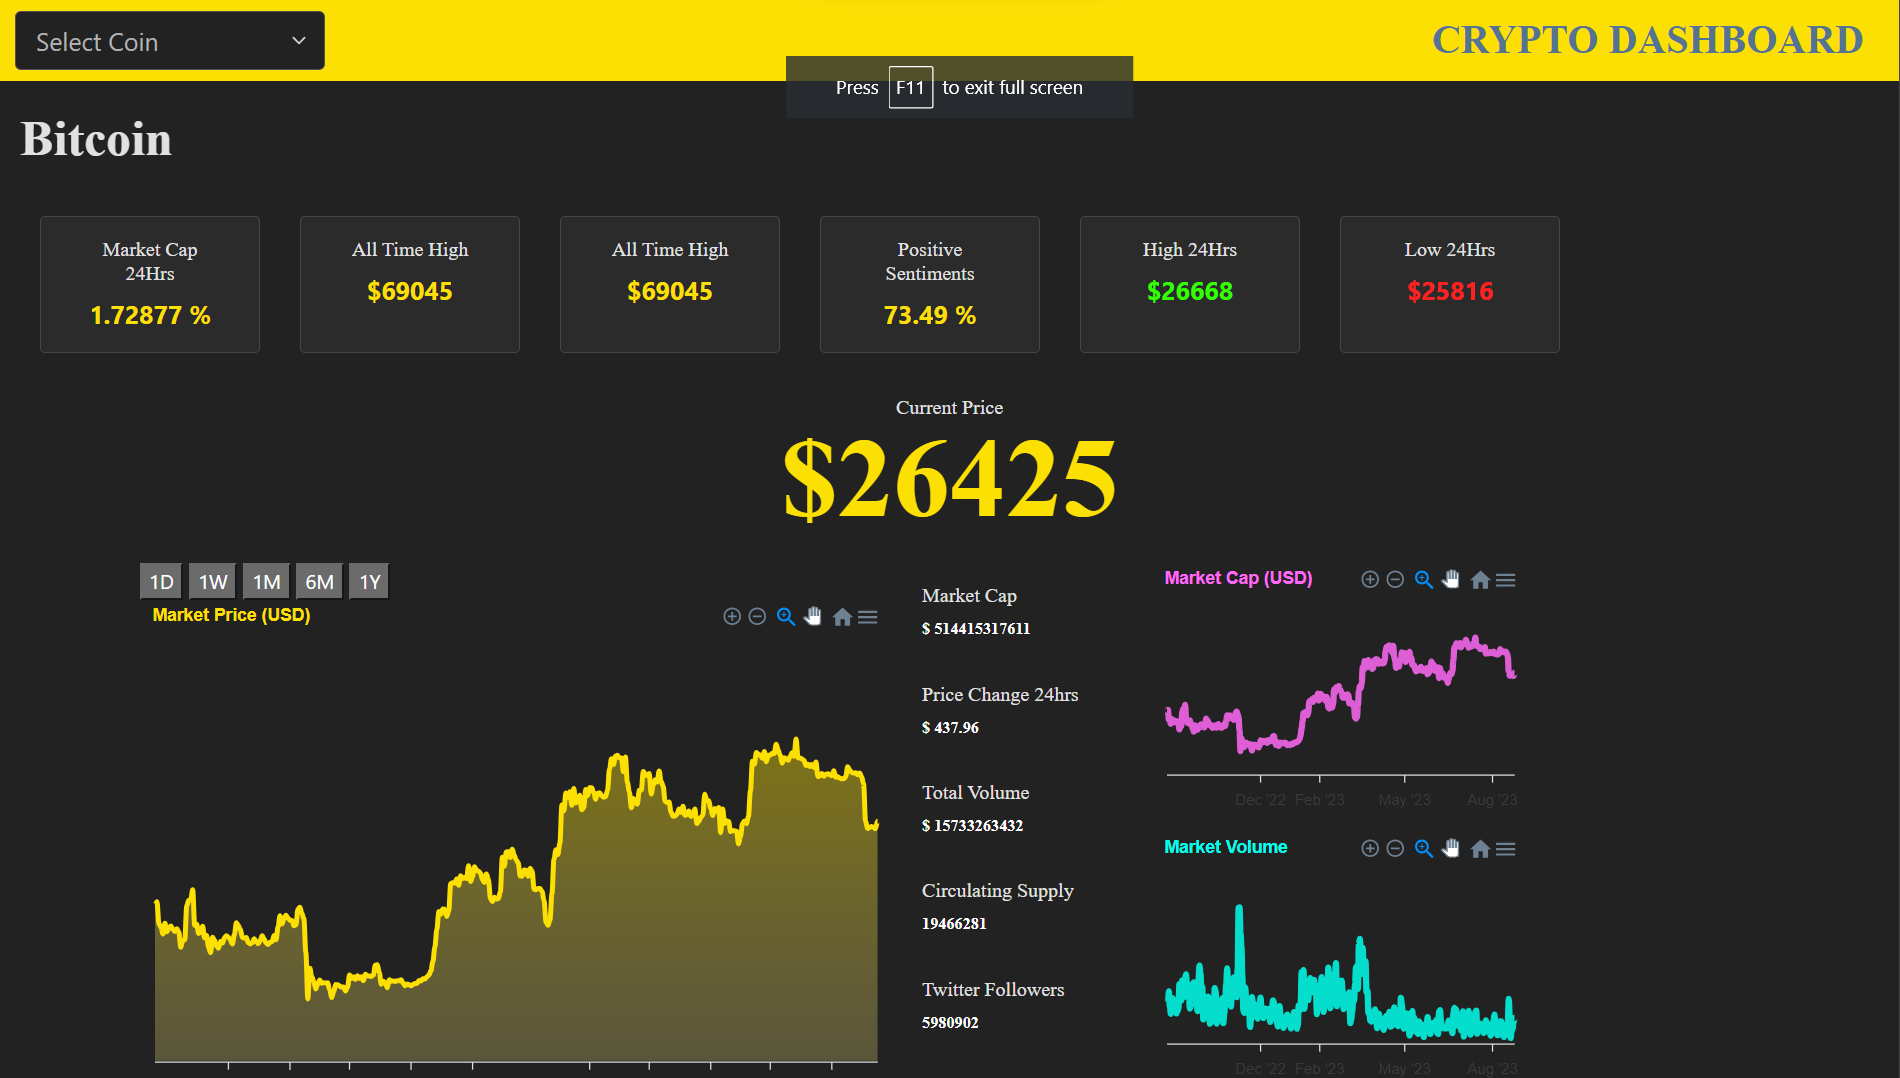 Select Coin
CRYPTO DASHBOARD
Press F11 to exit full screen
Bitcoin
Market Cap
24Hrs
1.72877 %
All Time High
$69045
All Time High
$69045
Positive
Sentiments
73.49 %
High 24Hrs
$26668
Low 24Hrs
$25816
Current Price
$26425
1D 1W 1M 6M 1Y
Market Price (USD)
Market Cap
$ 514415317611
Price Change 24hrs
$ 437.96
Total Volume
$ 15733263432
Circulating Supply
19466281
Twitter Followers
5980902
Market Cap (USD)
Dec '22 Feb '23 May '23 Aug '23
Market Volume
Dec '22 Feb '23 May '23 Aug '23